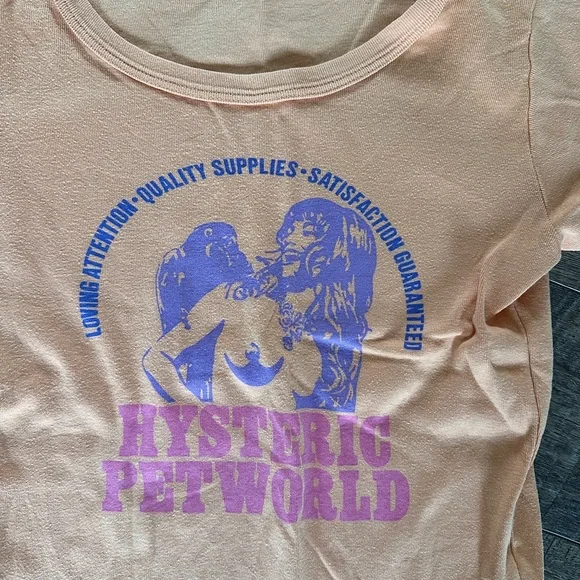 LOVING ATTENTION • QUALITY SUPPLIES • SATISFACTION GUARANTEED
HYSTERIC
PETWORLD